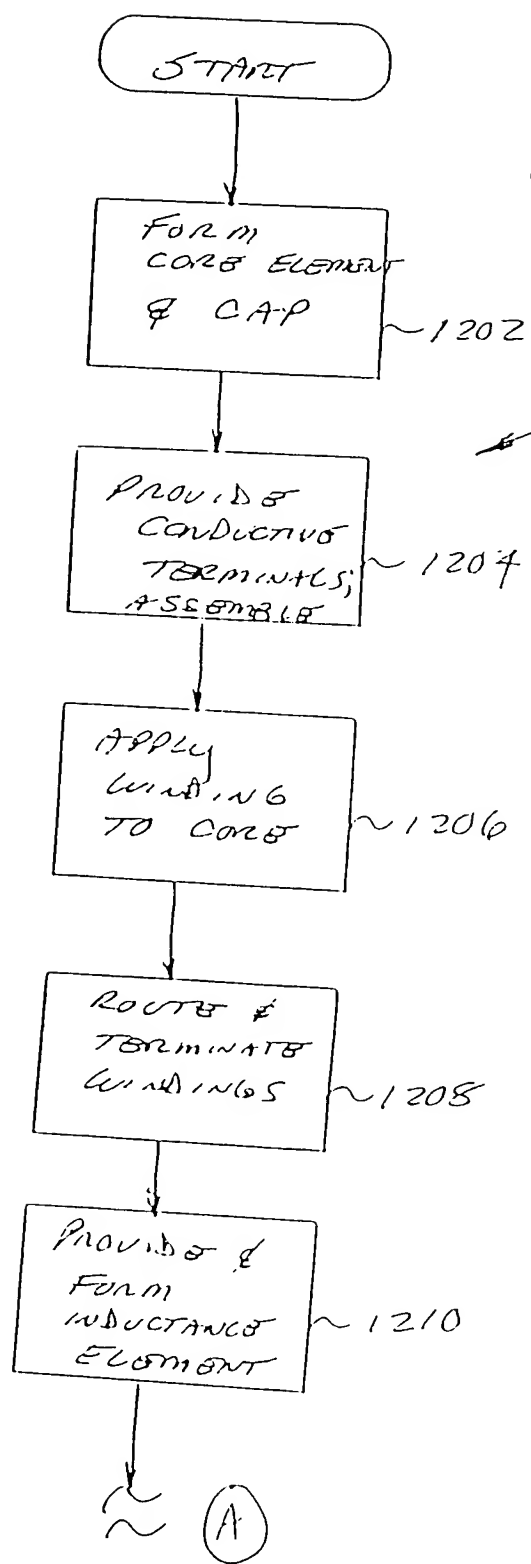 START
FORM
CORE ELEMENT
& CAP
1202
PROVIDE
CONDUCTIVE
TERMINALS;
ASSEMBLE
1204
APPLY
WINDING
TO CORE
1206
ROUTE &
TERMINATE
WINDINGS
1208
PROVIDE &
FORM
INDUCTANCE
ELEMENT
1210
A